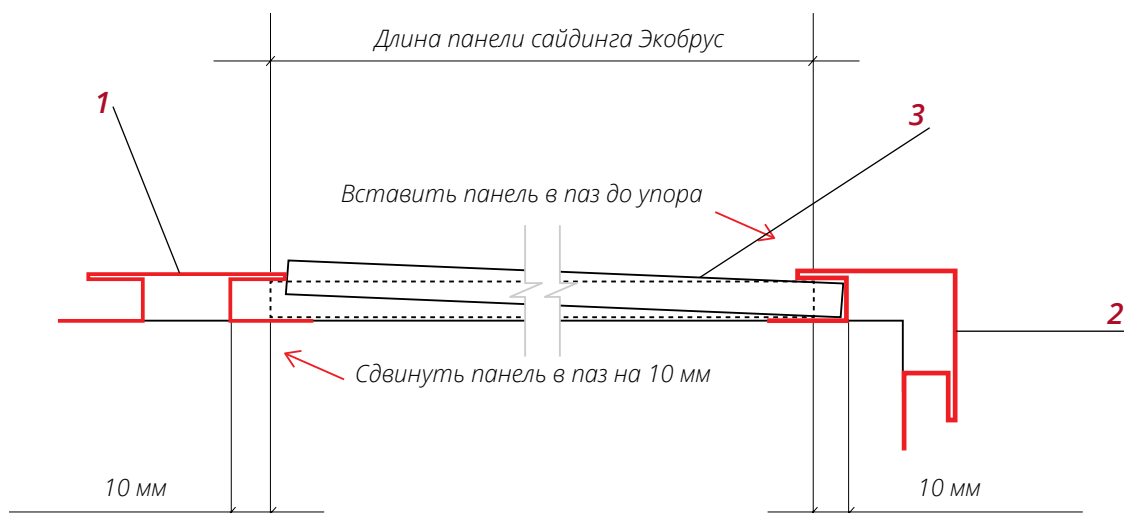 Длина панели сайдинга Экобрус
1
3
Вставить панель в паз до упора
2
Сдвинуть панель в паз на 10 мм
10 мм
10 мм